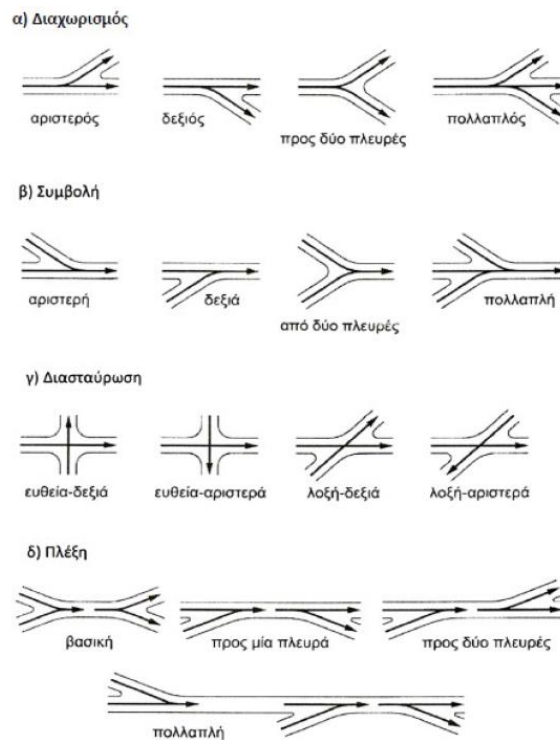 α) Διαχωρισμός
αριστερός δεξιός προς δύο πλευρές πολλαπλός
β) Συμβολή
αριστερή δεξιά από δύο πλευρές πολλαπλή
γ) Διασταύρωση
ευθεία-δεξιά ευθεία-αριστερά λοξή-δεξιά λοξή-αριστερά
δ) Πλέξη
βασική προς μία πλευρά προς δύο πλευρές
πολλαπλή